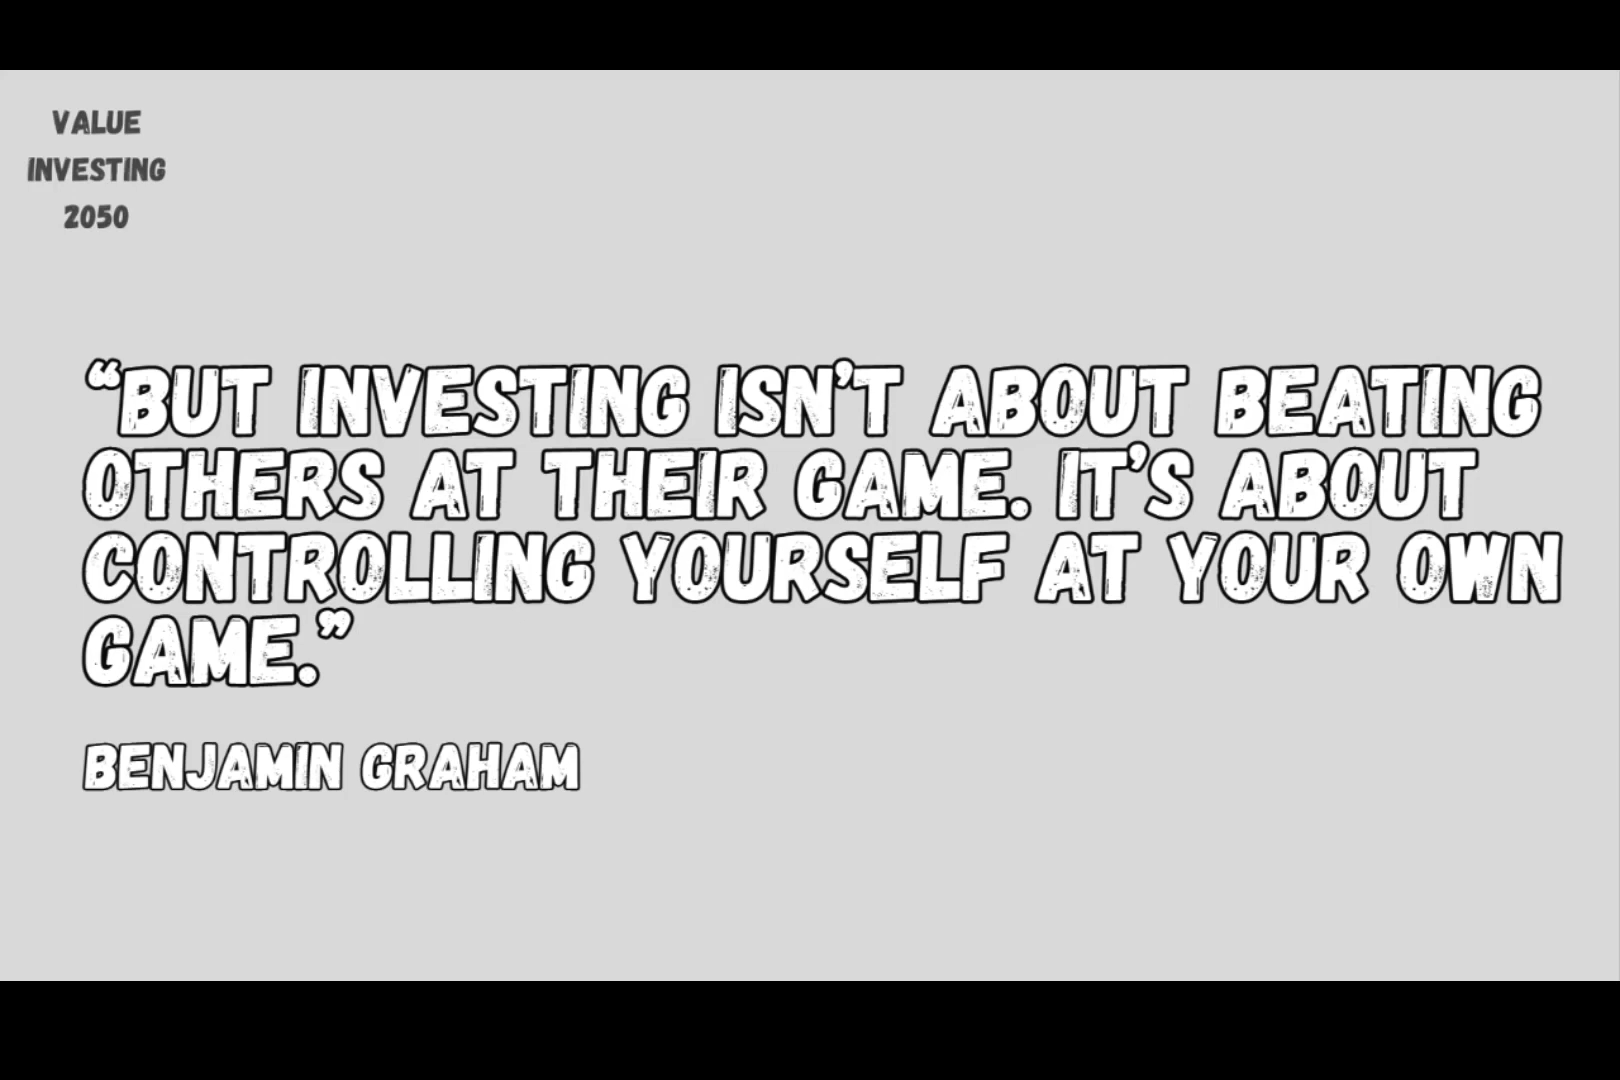 VALUE
INVESTING
2050
“BUT INVESTING ISN’T ABOUT BEATING
OTHERS AT THEIR GAME. IT’S ABOUT
CONTROLLING YOURSELF AT YOUR OWN
GAME.”
BENJAMIN GRAHAM